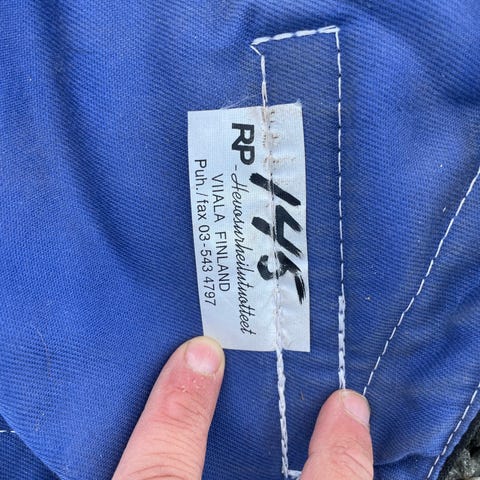 RP-Hevosurheilutuotteet
VIIALA FINLAND
Puh./fax 03-543 4797
145